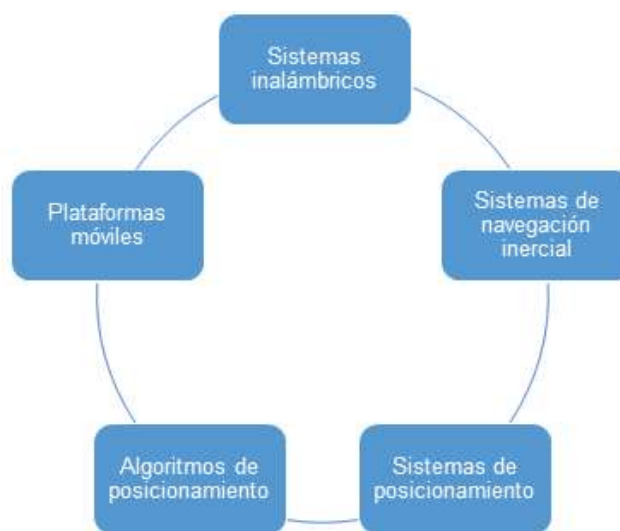 Sistemas
inalámbricos
Plataformas
móviles
Sistemas de
navegación
inercial
Algoritmos de
posicionamiento
Sistemas de
posicionamiento